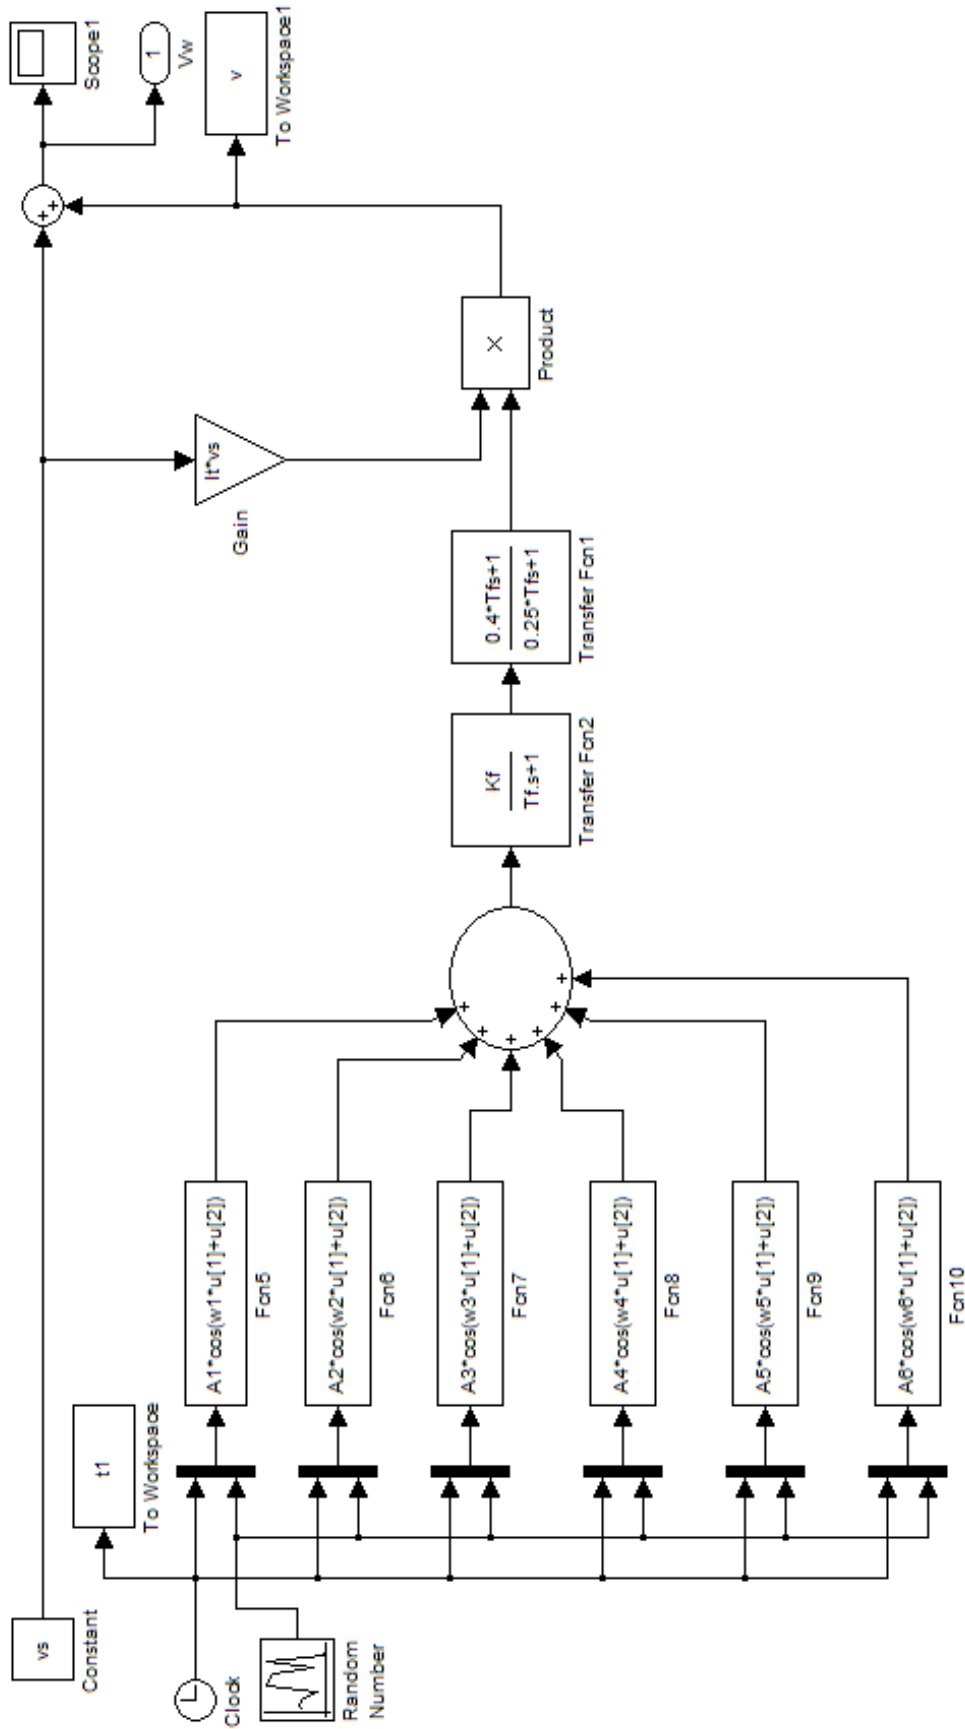 vs
Constant
Clock
Random
Number
t1
To Workspace
A1*cos(w1*u[1]+u[2])
Fcn5
A2*cos(w2*u[1]+u[2])
Fcn6
A3*cos(w3*u[1]+u[2])
Fcn7
A4*cos(w4*u[1]+u[2])
Fcn8
A5*cos(w5*u[1]+u[2])
Fcn9
A6*cos(w6*u[1]+u[2])
Fcn10
+
+
+
+
+
+
Kf
Tf.s+1
Transfer Fcn2
0.4*Tfs+1
0.25*Tfs+1
Transfer Fcn1
It*vs
Gain
×
Product
+
+
Scope1
1
Vw
v
To Workspace1